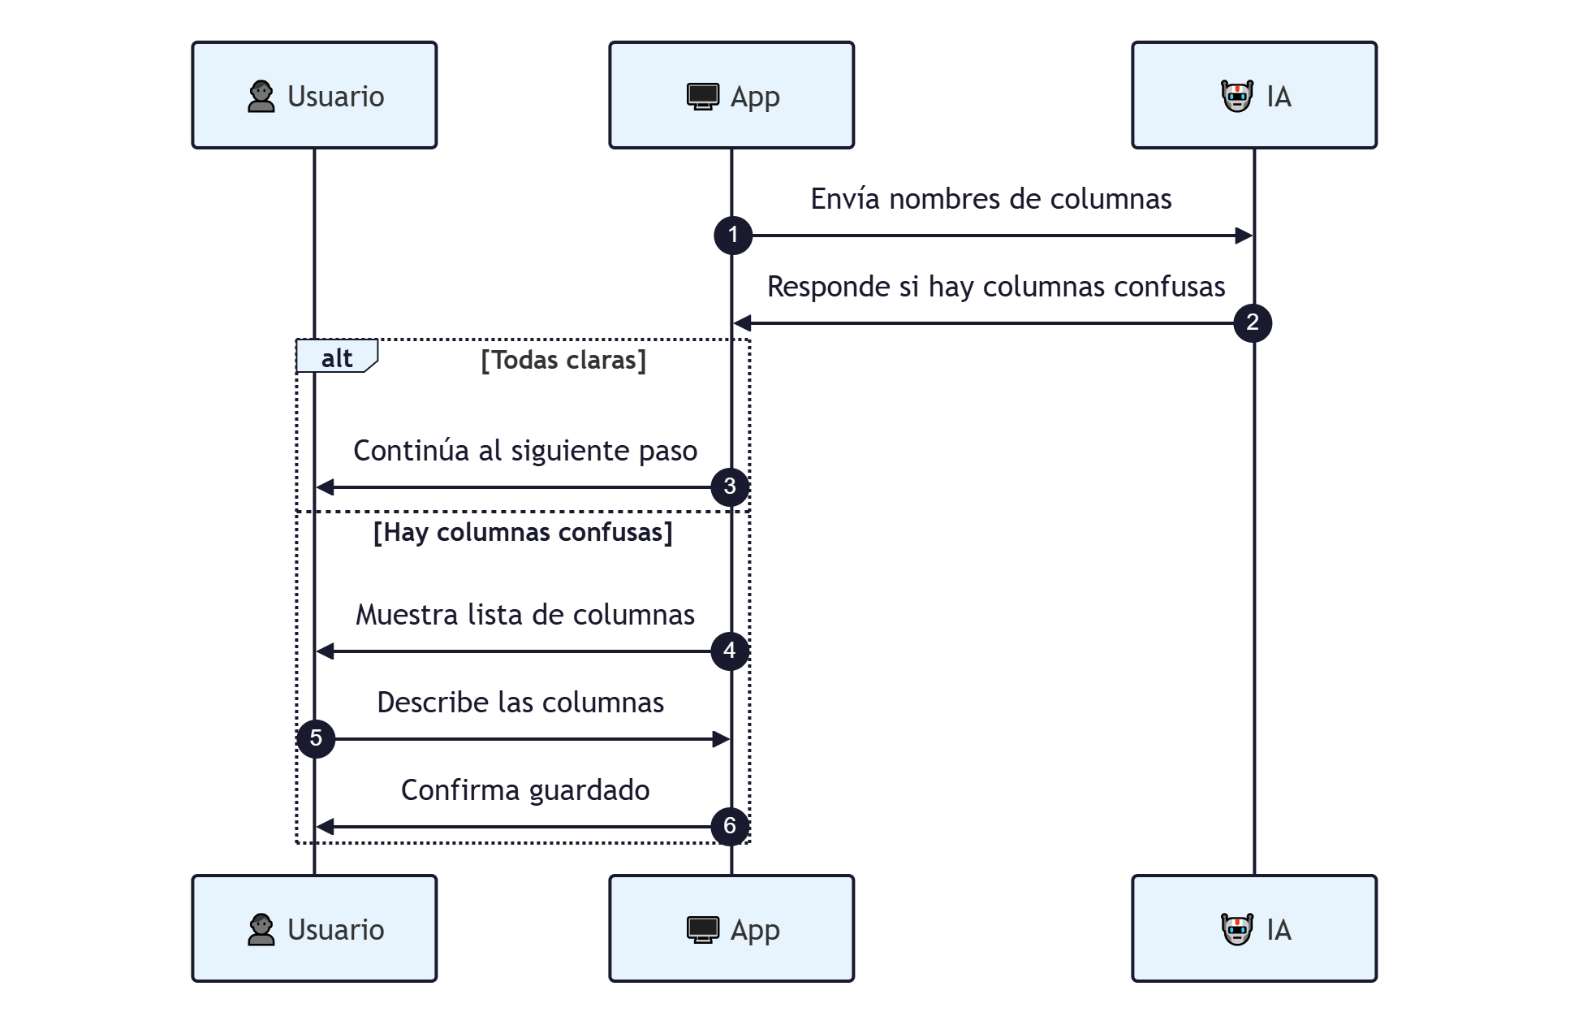 Usuario
App
IA
Envía nombres de columnas
1
Responde si hay columnas confusas
2
alt
[Todas claras]
Continúa al siguiente paso
3
[Hay columnas confusas]
Muestra lista de columnas
4
Describe las columnas
5
Confirma guardado
6
Usuario
App
IA